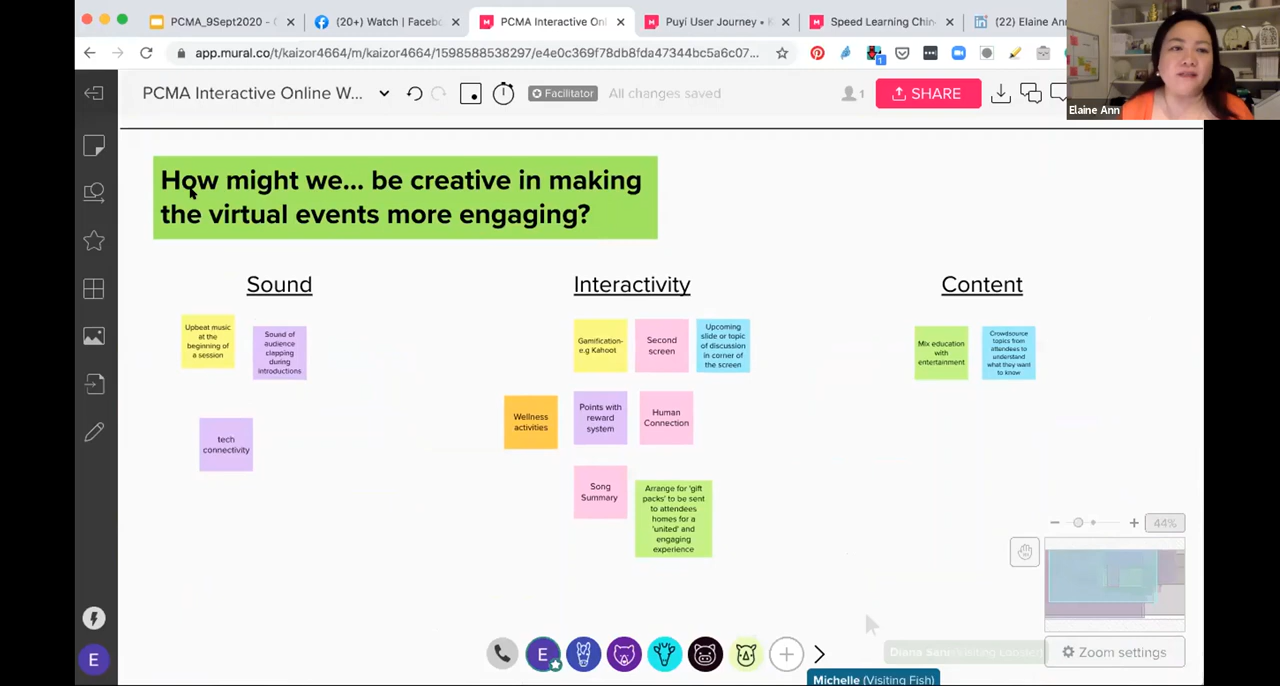 PCMA_9Sept2020 - G
(20+) Watch | Faceb
PCMA Interactive Onl
Puyi User Journey • K
Speed Learning Chin
(22) Elaine Ann
app.mural.co/t/kaizor4664/m/kaizor4664/1598585538297/e4e0c369f78db8fda47344bc5a6c07...
1
Elaine Ann
PCMA Interactive Online W...
Facilitator
All changes saved
1
SHARE
How might we... be creative in making
the virtual events more engaging?
Sound
Interactivity
Content
Upbeat music
at the
beginning of
a session
Sound of
audience
clapping
during
introductions
tech
connectivity
Gamification-
e.g Kahoot
Second
screen
Upcoming
slide or topic
of discussion
in corner of
the screen
Wellness
activities
Points with
reward
system
Human
Connection
Song
Summary
Arrange for 'gift
packs' to be sent
to attendees
homes for a
'united' and
engaging
experience
Mix education
with
entertainment
Crowdsource
topics from
attendees to
understand
what they want
to know
44%
Zoom settings
E
E
Michelle (Visiting Fish)